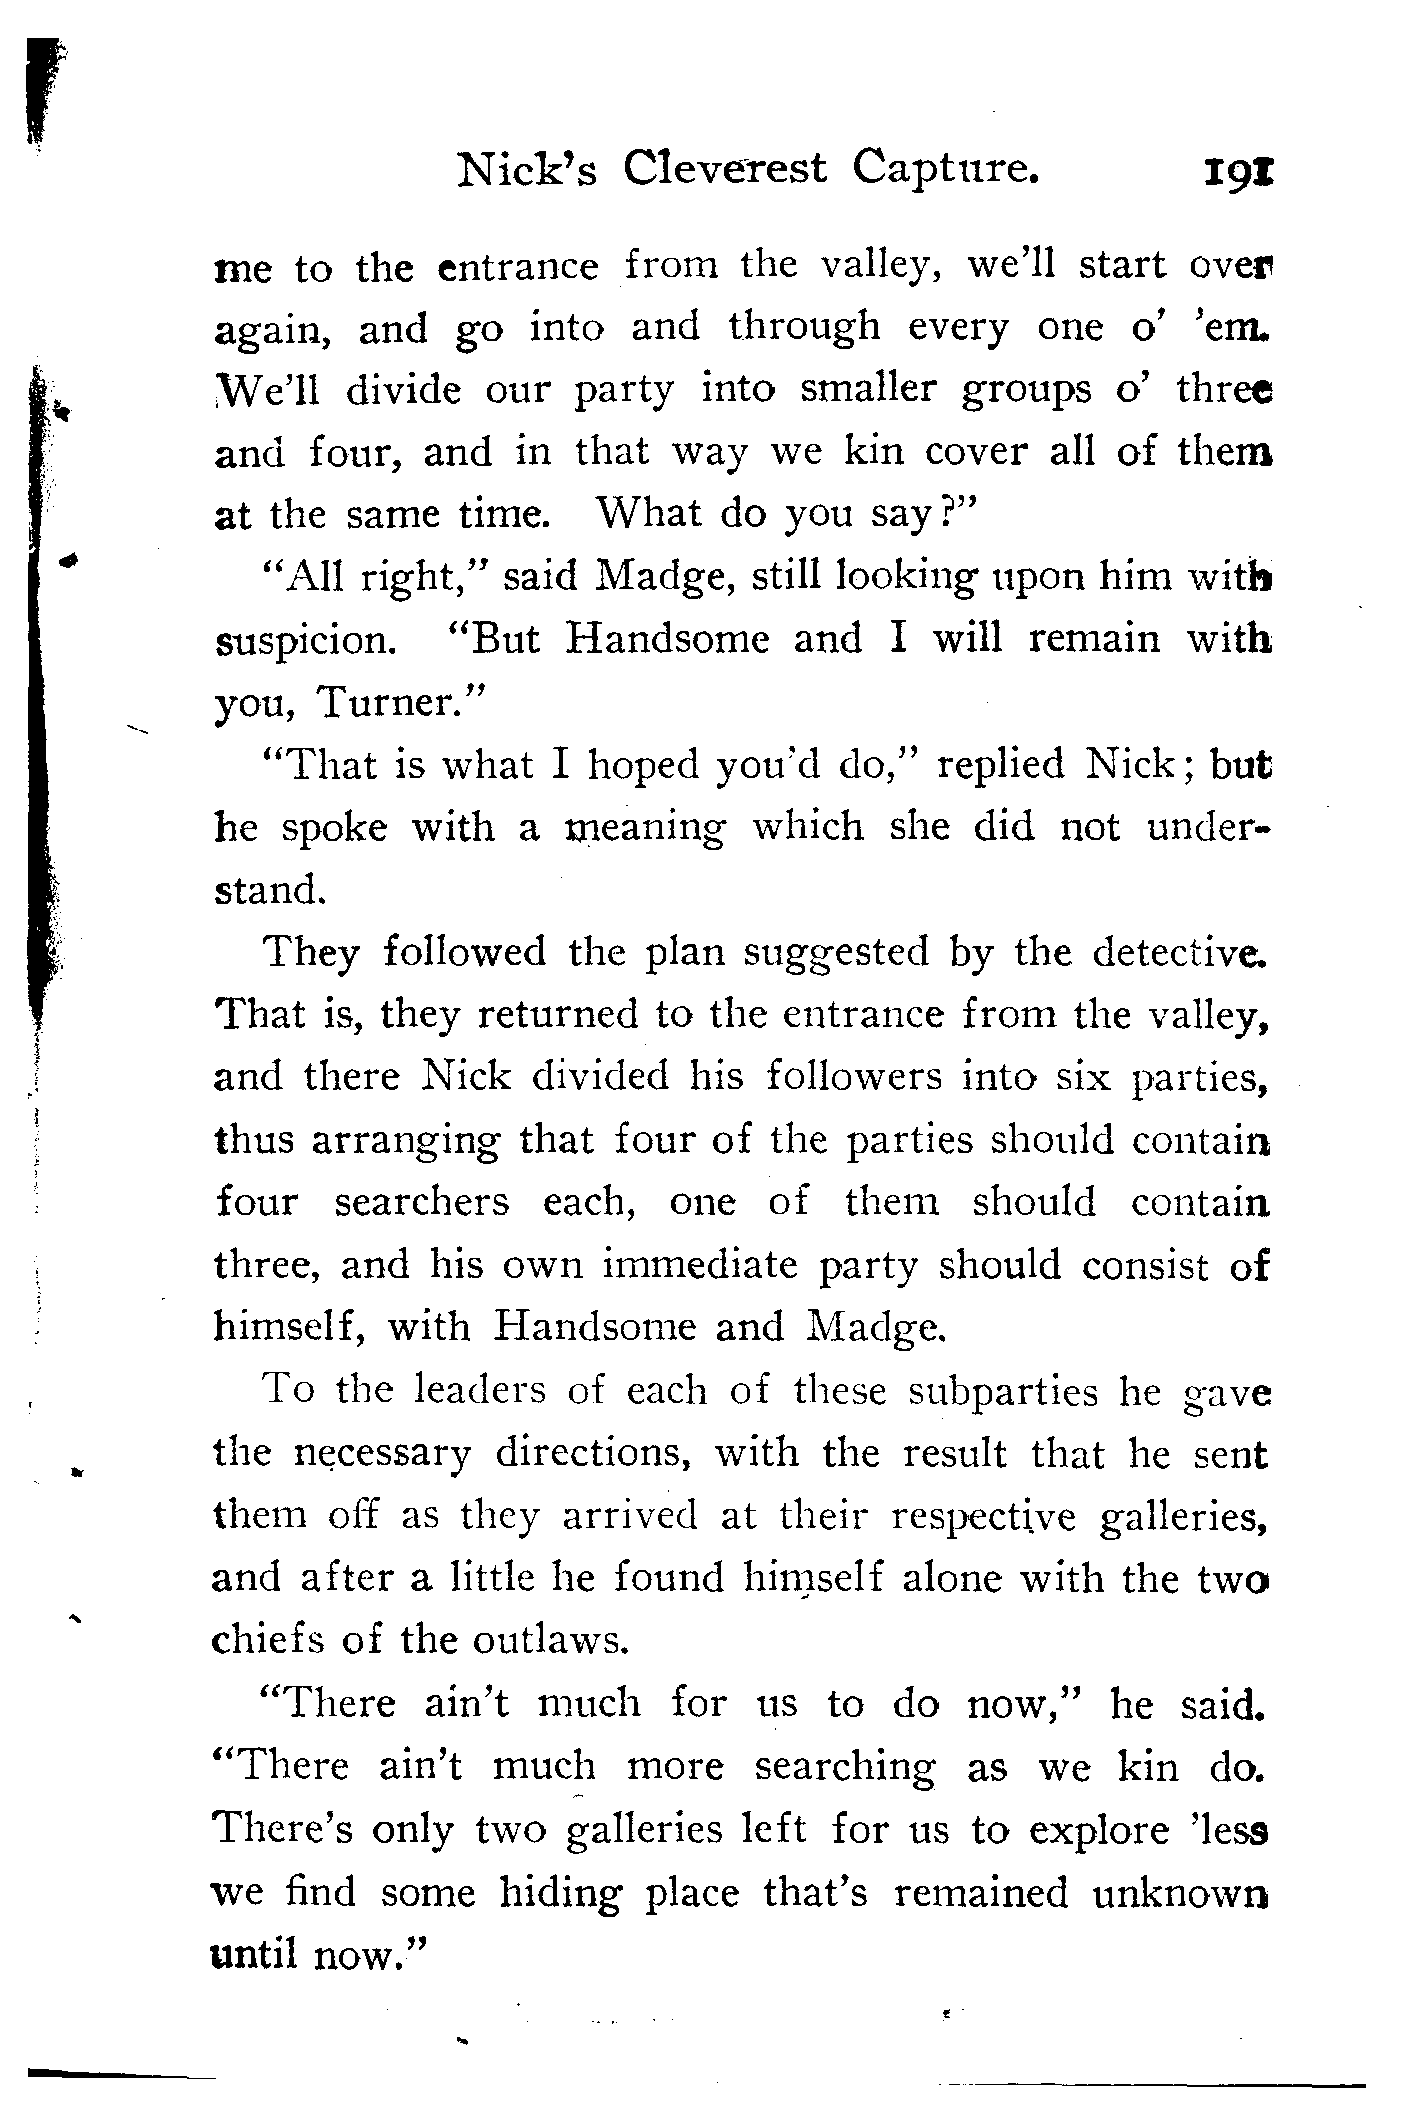 Nick's Cleverest Capture. 191
me to the entrance from the valley, we'll start over
again, and go into and through every one o' 'em.
We'll divide our party into smaller groups o' three
and four, and in that way we kin cover all of them
at the same time. What do you say?"
"All right," said Madge, still looking upon him with
suspicion. "But Handsome and I will remain with
you, Turner."
"That is what I hoped you'd do," replied Nick; but
he spoke with a meaning which she did not under-
stand.
They followed the plan suggested by the detective.
That is, they returned to the entrance from the valley,
and there Nick divided his followers into six parties,
thus arranging that four of the parties should contain
four searchers each, one of them should contain
three, and his own immediate party should consist of
himself, with Handsome and Madge.
To the leaders of each of these subparties he gave
the necessary directions, with the result that he sent
them off as they arrived at their respective galleries,
and after a little he found himself alone with the two
chiefs of the outlaws.
"There ain't much for us to do now," he said.
"There ain't much more searching as we kin do.
There's only two galleries left for us to explore 'less
we find some hiding place that's remained unknown
until now."